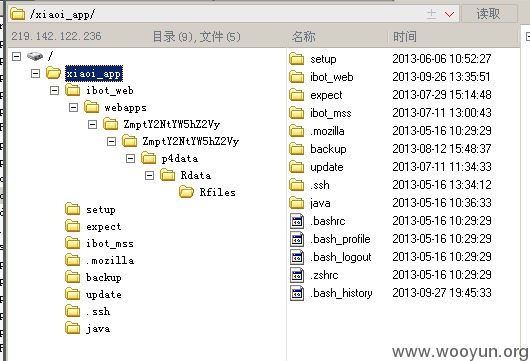 /xiaoi_app/ 读取
219.142.122.236 目录(9),文件(5) 名称 时间
/
xiaoi_app
ibot_web
webapps
ZmptY2NtYW5hZ2Vy
ZmptY2NtYW5hZ2Vy
p4data
Rdata
Rfiles
setup
expect
ibot_mss
.mozilla
backup
update
.ssh
java
setup 2013-06-06 10:52:27
ibot_web 2013-09-26 13:35:51
expect 2013-07-29 15:14:48
ibot_mss 2013-07-11 13:00:43
.mozilla 2013-05-16 10:29:29
backup 2013-08-12 15:48:37
update 2013-07-11 11:34:33
.ssh 2013-05-16 13:34:12
java 2013-05-16 10:36:33
.bashrc 2013-05-16 10:29:29
.bash_profile 2013-05-16 10:29:29
.bash_logout 2013-05-16 10:29:29
.zshrc 2013-05-16 10:29:29
.bash_history 2013-09-27 19:45:33
www.wooyun.org